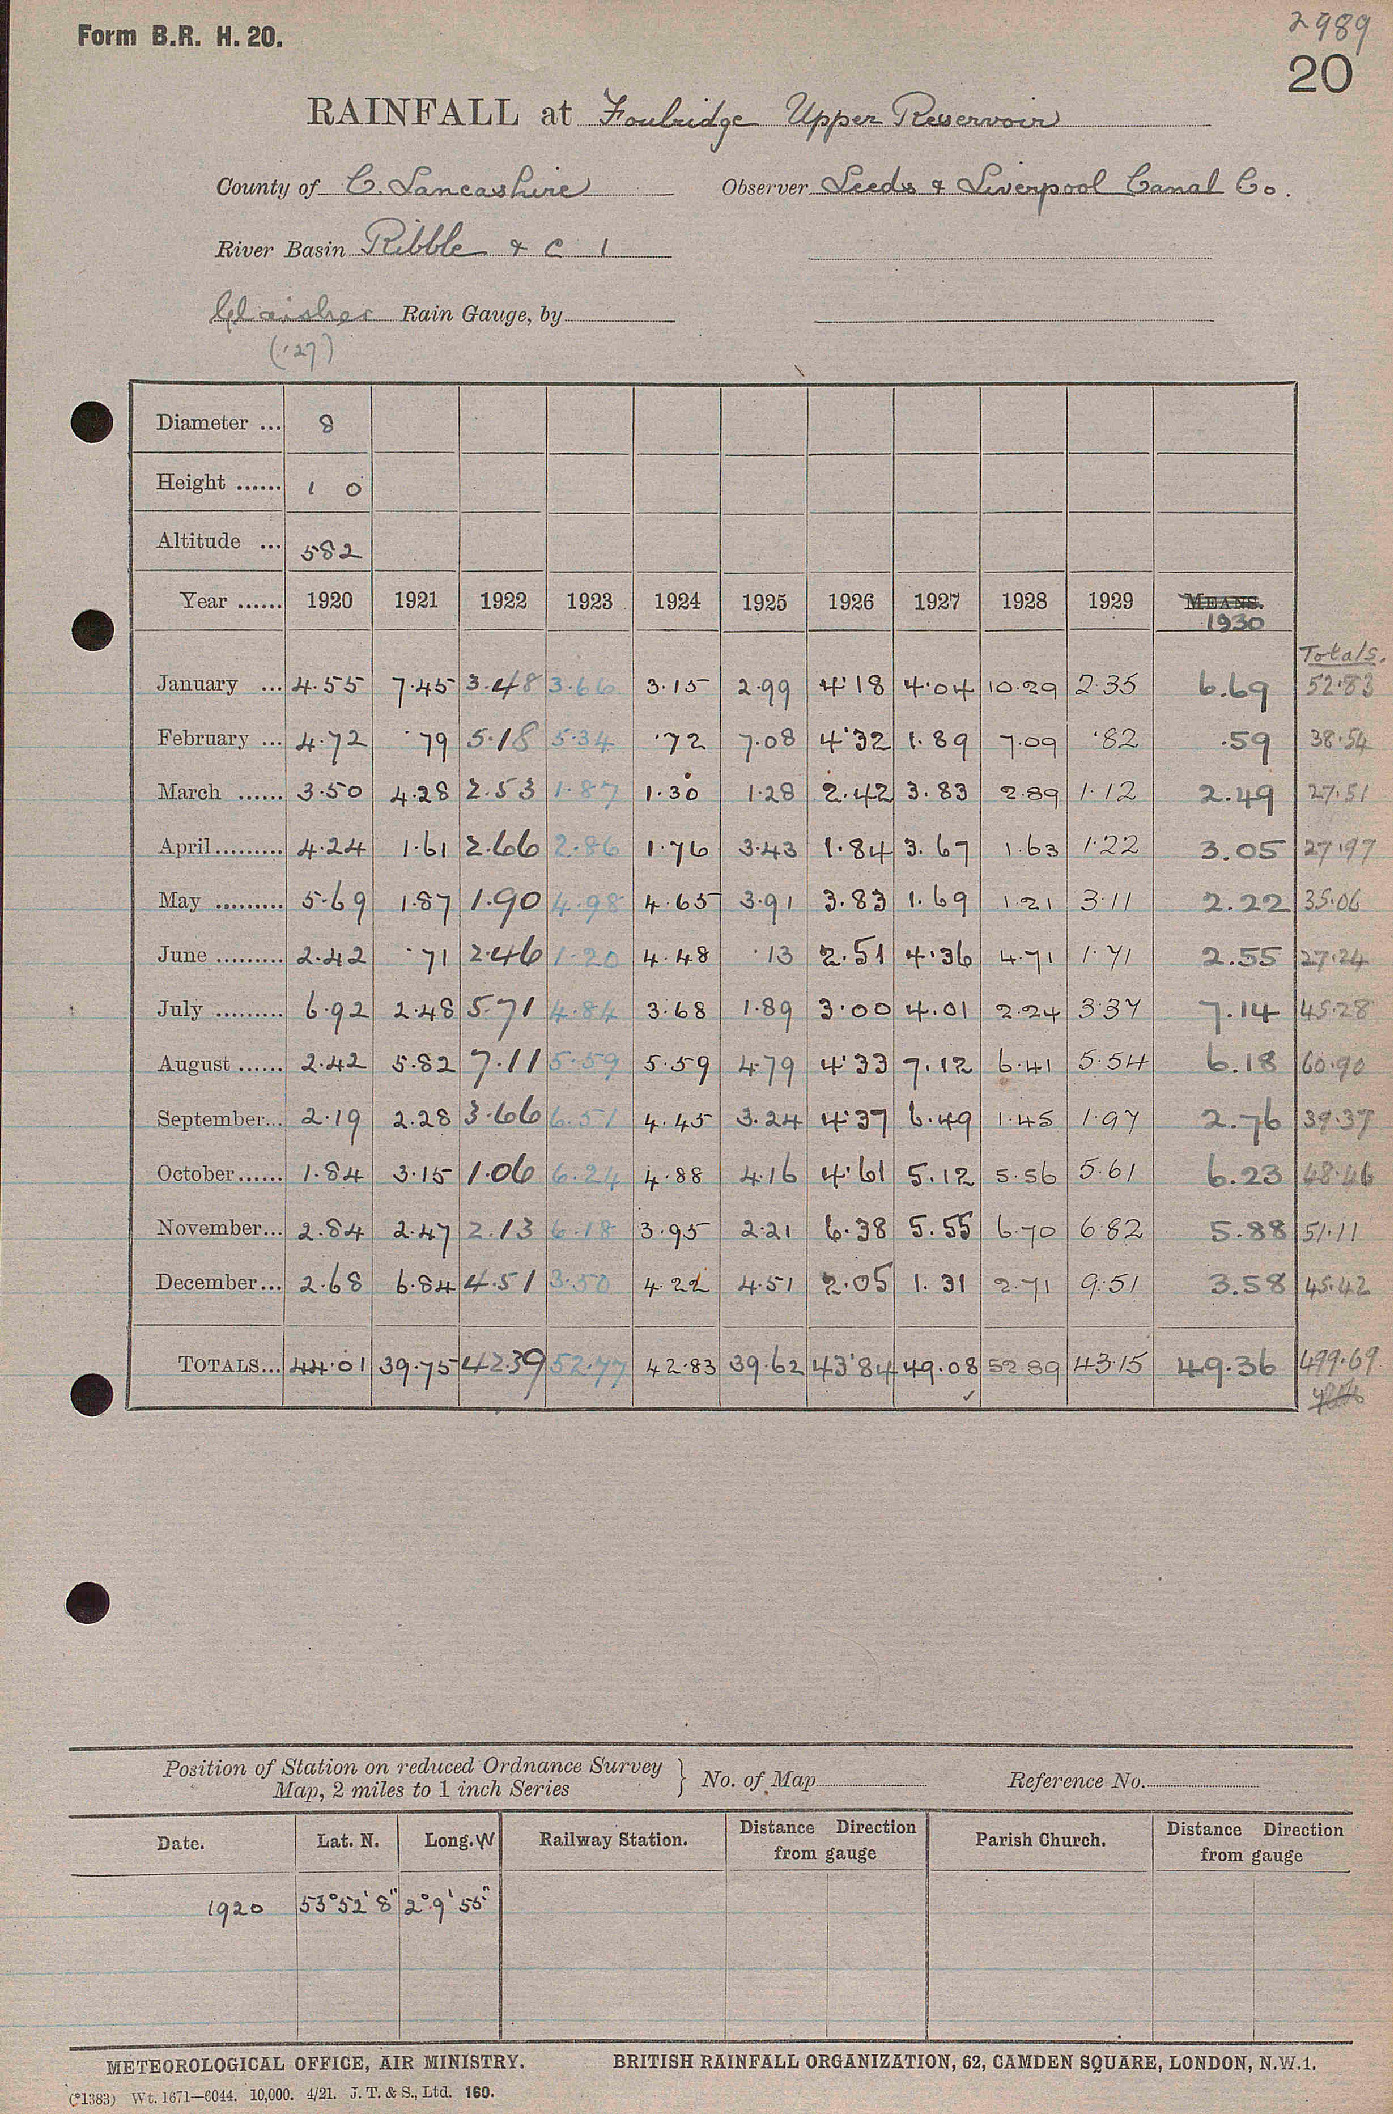 Form B.R. H. 20.
2989
20
RAINFALL at Foulridge Upper Reservoir
County of C. Lancashire Observer Leeds & Liverpool Canal Co.
River Basin Ribble & C 1
Glaisher Rain Gauge, by
('27)
Diameter ... 8
Height ...... 1 0
Altitude ... 582
Year ...... 1920 1921 1922 1923 1924 1925 1926 1927 1928 1929 MEANS.
1930
Totals.
January ... 4.55 7.45 3.48 3.66 3.15 2.99 4.18 4.04 10.29 2.35 6.69 52.83
February ... 4.72 .79 5.18 5.34 .72 7.08 4.32 1.89 7.09 .82 .59 38.54
March ...... 3.50 4.28 2.53 1.87 1.30 1.28 2.42 3.83 2.89 1.12 2.49 27.51
April......... 4.24 1.61 2.66 2.86 1.76 3.43 1.84 3.67 1.63 1.22 3.05 27.97
May ......... 5.69 1.87 1.90 4.98 4.65 3.91 3.83 1.69 1.21 3.11 2.22 35.06
June ......... 2.42 .71 2.46 1.20 4.48 .13 2.51 4.36 4.71 1.71 2.55 27.24
July ......... 6.92 2.48 5.71 4.84 3.68 1.89 3.00 4.01 2.24 3.37 7.14 45.28
August ...... 2.42 5.82 7.11 5.59 5.59 4.79 4.33 7.12 6.41 5.54 6.18 60.90
September... 2.19 2.28 3.66 6.51 4.45 3.24 4.37 6.49 1.45 1.97 2.76 39.37
October...... 1.84 3.15 1.06 6.24 4.88 4.16 4.61 5.12 5.56 5.61 6.23 48.46
November... 2.84 2.47 2.13 6.18 3.95 2.21 6.38 5.55 6.70 6.82 5.88 51.11
December... 2.68 6.84 4.51 3.50 4.22 4.51 2.05 1.31 2.71 9.51 3.58 45.42
TOTALS... 44.01 39.75 42.39 52.77 42.83 39.62 43.84 49.08 52.89 43.15 49.36 499.69
Position of Station on reduced Ordnance Survey
Map, 2 miles to 1 inch Series } No. of Map Reference No.
Date. Lat. N. Long. W Railway Station. Distance Direction
from gauge Parish Church. Distance Direction
from gauge
1920 53°52'8" 2°9'55"
METEOROLOGICAL OFFICE, AIR MINISTRY. BRITISH RAINFALL ORGANIZATION, 62, CAMDEN SQUARE, LONDON, N.W.1.
(*1383) Wt. 1671—6044. 10,000. 4/21. J. T. & S., Ltd. 160.